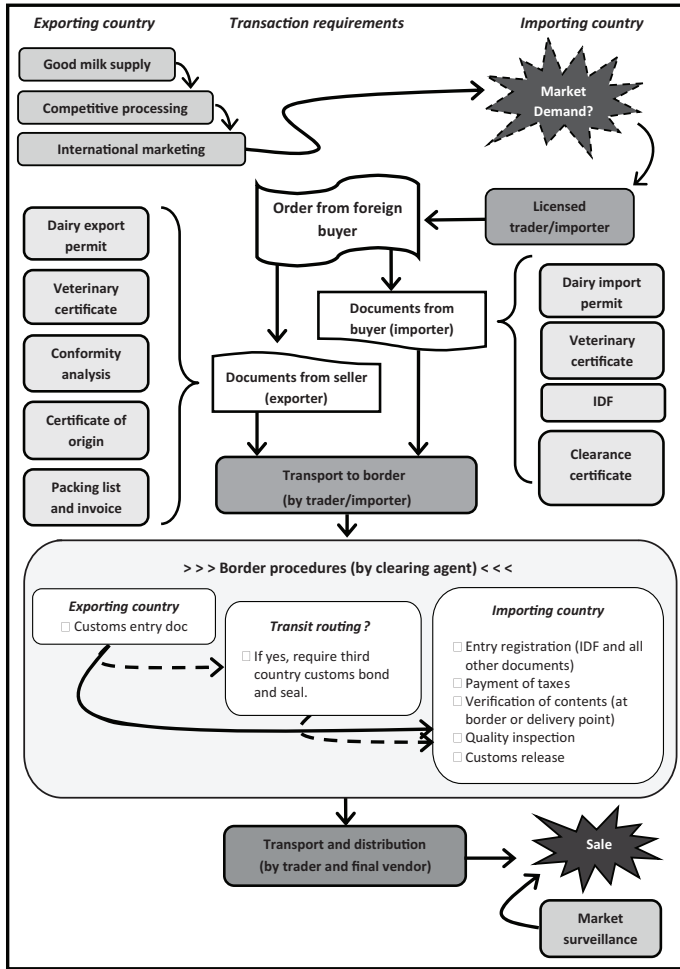 Exporting country
Transaction requirements
Importing country
Good milk supply
Competitive processing
International marketing
Market
Demand?
Licensed
trader/importer
Order from foreign
buyer
Dairy export
permit
Veterinary
certificate
Conformity
analysis
Certificate of
origin
Packing list
and invoice
Documents from
buyer (importer)
Documents from seller
(exporter)
Dairy import
permit
Veterinary
certificate
IDF
Clearance
certificate
Transport to border
(by trader/importer)
> > > Border procedures (by clearing agent) < < <
Exporting country
□ Customs entry doc
Transit routing?
□ If yes, require third
country customs bond
and seal.
Importing country
□ Entry registration (IDF and all
other documents)
□ Payment of taxes
□ Verification of contents (at
border or delivery point)
□ Quality inspection
□ Customs release
Transport and distribution
(by trader and final vendor)
Sale
Market
surveillance